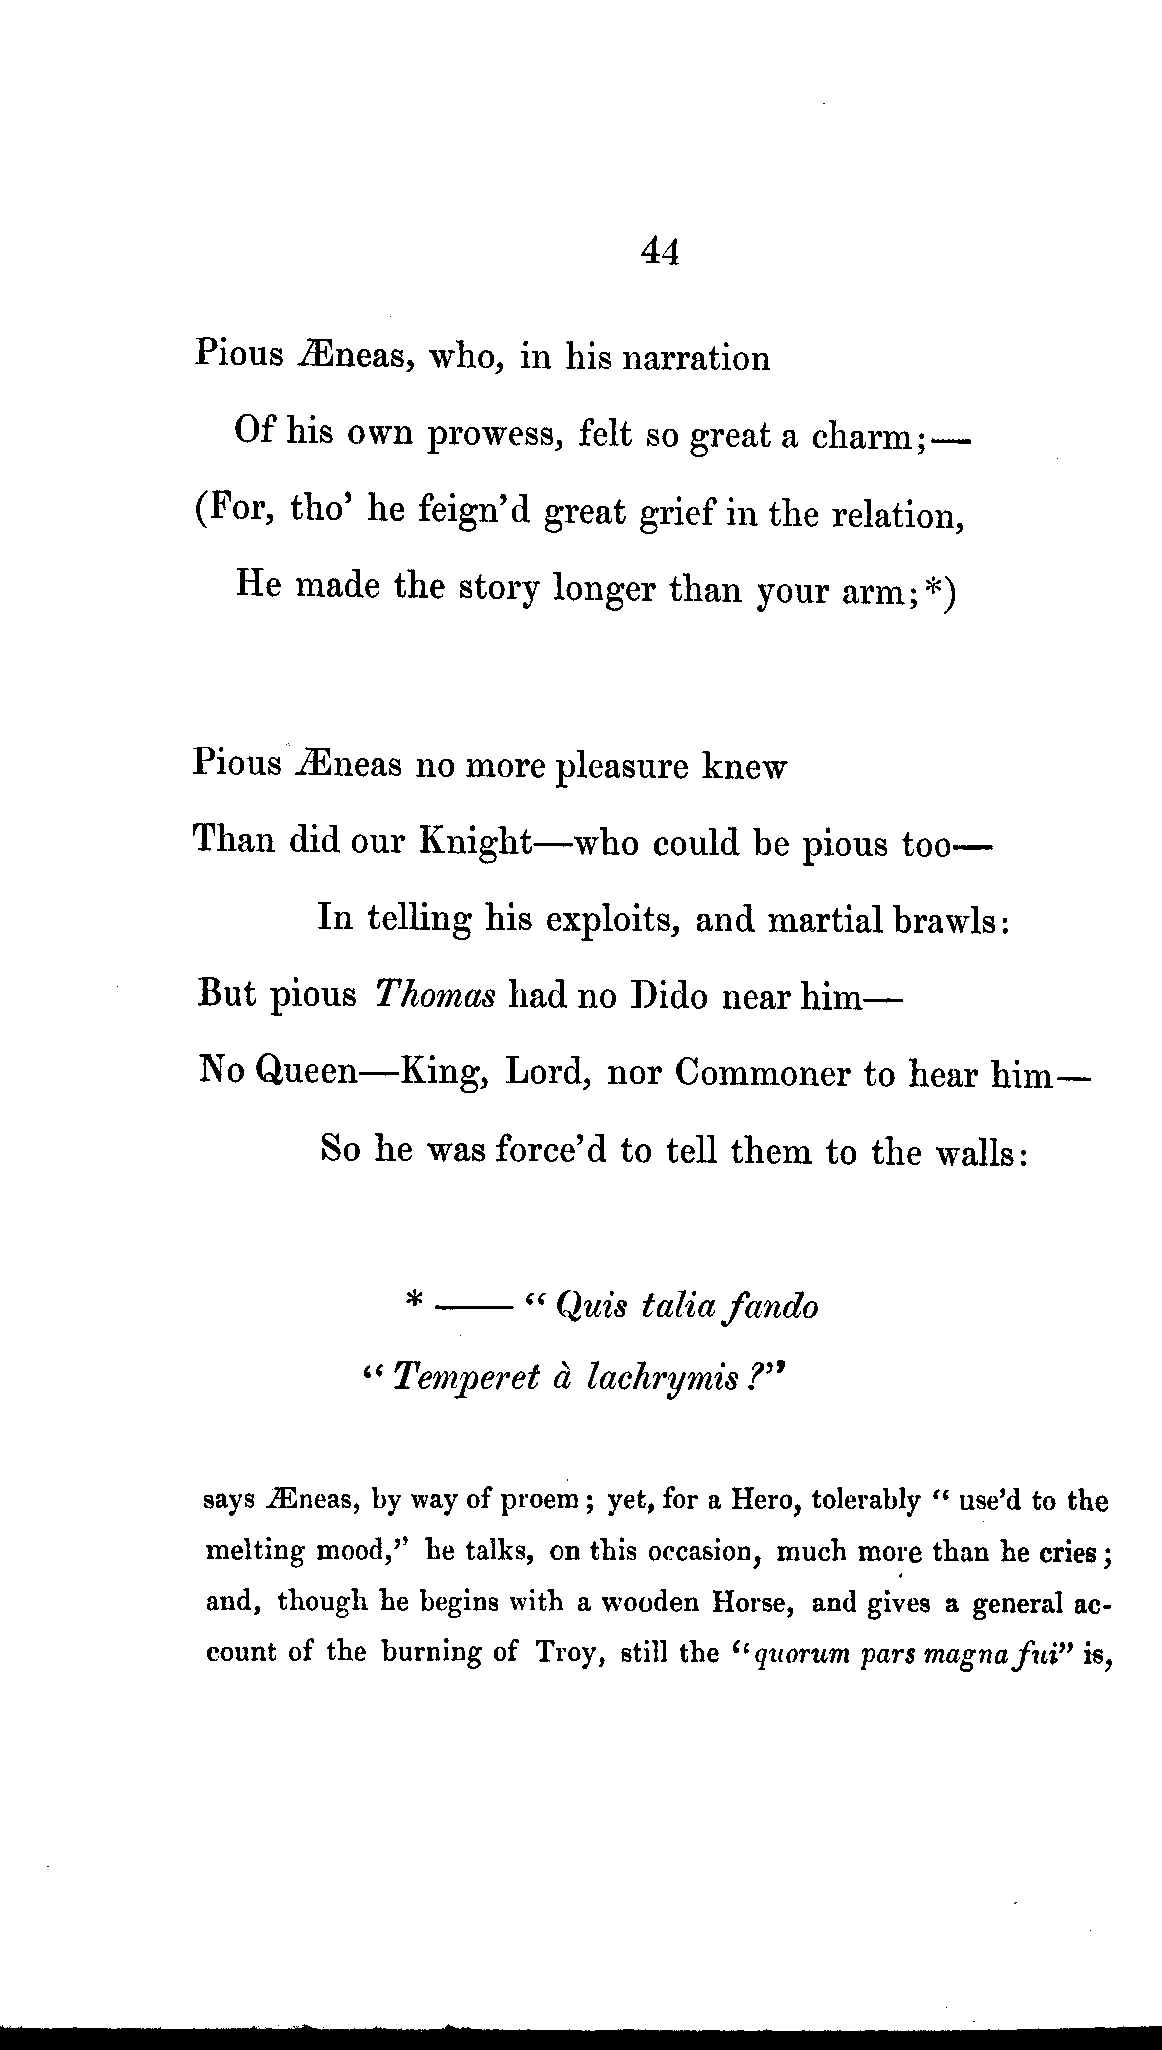 44
Pious Æneas, who, in his narration
Of his own prowess, felt so great a charm;—
(For, tho' he feign'd great grief in the relation,
He made the story longer than your arm;*)
Pious Æneas no more pleasure knew
Than did our Knight—who could be pious too—
In telling his exploits, and martial brawls:
But pious Thomas had no Dido near him—
No Queen—King, Lord, nor Commoner to hear him—
So he was force'd to tell them to the walls:
* —— “ Quis talia fando
“ Temperet à lachrymis ?”
says Æneas, by way of proem; yet, for a Hero, tolerably “ use'd to the
melting mood,” he talks, on this occasion, much more than he cries;
and, though he begins with a wooden Horse, and gives a general ac-
count of the burning of Troy, still the “quorum pars magna fui” is,